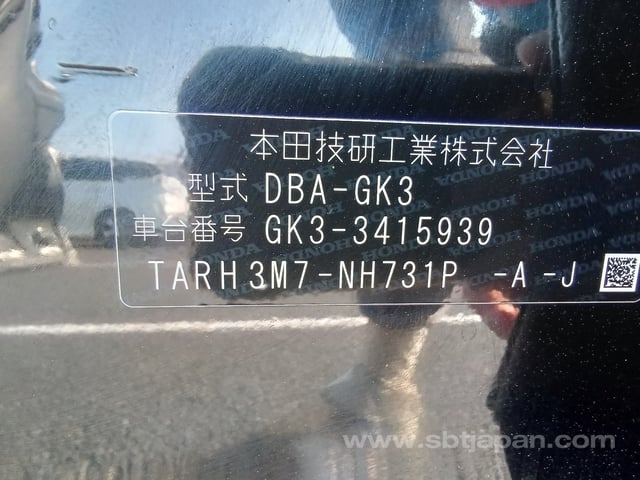 本田技研工業株式会社
型式 DBA-GK3
車台番号 GK3-3415939
TARH3M7-NH731P -A-J
www.sbtjapan.com